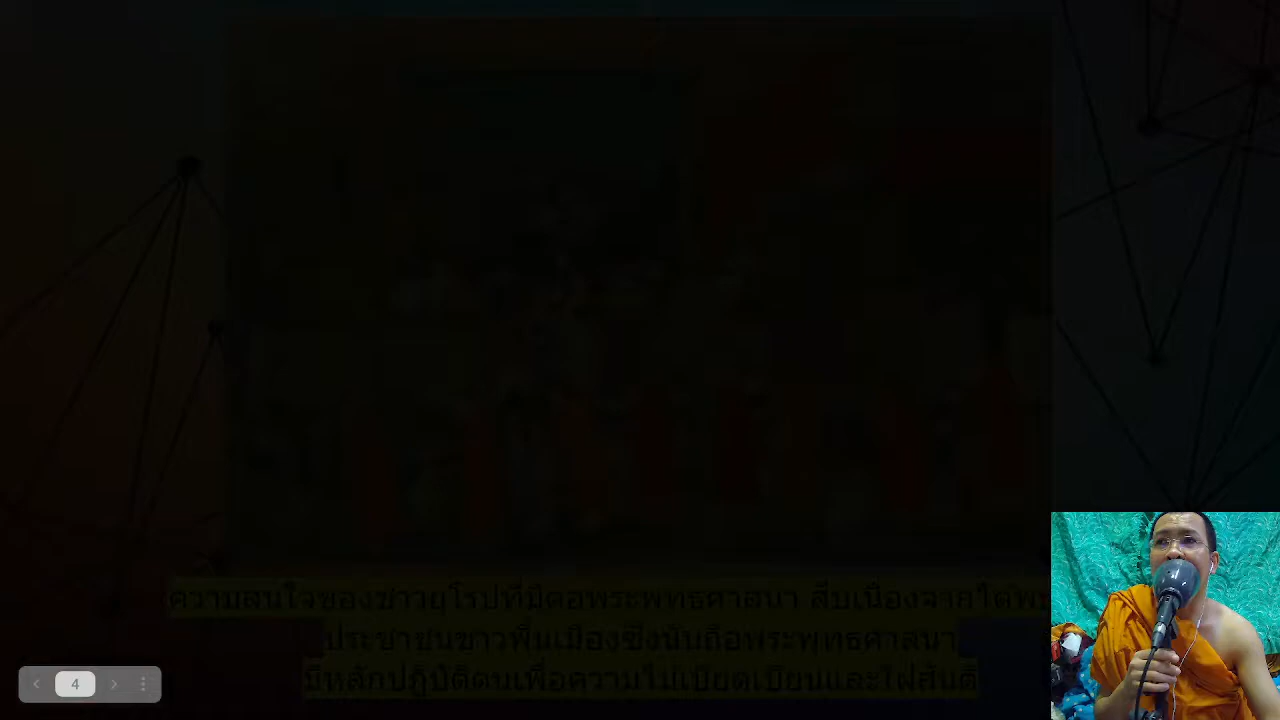 ความสนใจของชาวยุโรปที่มีต่อพระพุทธศาสนา สืบเนื่องจากได้พบ
ประชาชนชาวพื้นเมืองซึ่งนับถือพระพุทธศาสนา
มีหลักปฏิบัติตนเพื่อความไม่เบียดเบียนและใฝ่สันติ
4